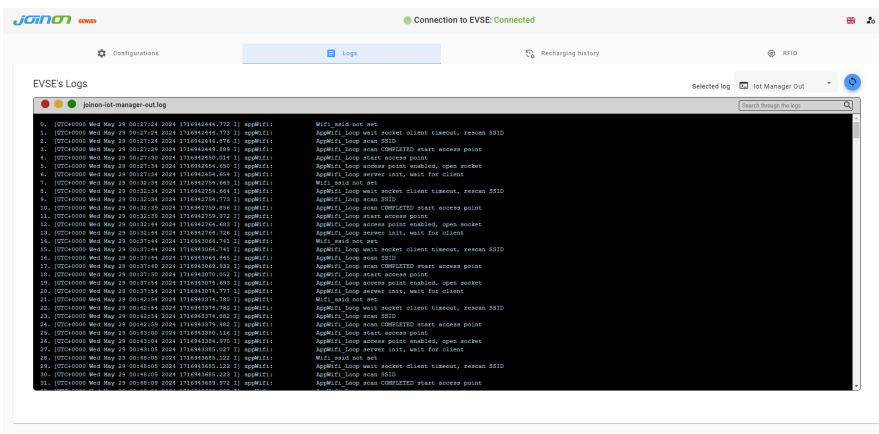 JOINON GEWISS
Connection to EVSE: Connected
Configurations
Logs
Recharging history
RFID
EVSE's Logs
Selected log
Iot Manager Out
joinon-iot-manager-out.log
Search through the logs
0. [UTC+0000 Wed May 29 00:27:24 2024 1716942444.772 I] appWifi: Wifi_ssid not set
1. [UTC+0000 Wed May 29 00:27:24 2024 1716942444.773 I] appWifi: AppWifi_Loop wait socket client timeout, rescan SSID
2. [UTC+0000 Wed May 29 00:27:24 2024 1716942444.876 I] appWifi: AppWifi_Loop scan SSID
3. [UTC+0000 Wed May 29 00:27:29 2024 1716942449.889 I] appWifi: AppWifi_Loop scan COMPLETED start access point
4. [UTC+0000 Wed May 29 00:27:30 2024 1716942450.014 I] appWifi: AppWifi_Loop start access point
5. [UTC+0000 Wed May 29 00:27:34 2024 1716942454.650 I] appWifi: AppWifi_Loop access point enabled, open socket
6. [UTC+0000 Wed May 29 00:27:34 2024 1716942454.654 I] appWifi: AppWifi_Loop server init, wait for client
7. [UTC+0000 Wed May 29 00:32:34 2024 1716942754.663 I] appWifi: Wifi_ssid not set
8. [UTC+0000 Wed May 29 00:32:34 2024 1716942754.664 I] appWifi: AppWifi_Loop wait socket client timeout, rescan SSID
9. [UTC+0000 Wed May 29 00:32:34 2024 1716942754.773 I] appWifi: AppWifi_Loop scan SSID
10. [UTC+0000 Wed May 29 00:32:39 2024 1716942759.856 I] appWifi: AppWifi_Loop scan COMPLETED start access point
11. [UTC+0000 Wed May 29 00:32:39 2024 1716942759.972 I] appWifi: AppWifi_Loop start access point
12. [UTC+0000 Wed May 29 00:32:44 2024 1716942764.683 I] appWifi: AppWifi_Loop access point enabled, open socket
13. [UTC+0000 Wed May 29 00:32:44 2024 1716942764.726 I] appWifi: AppWifi_Loop server init, wait for client
14. [UTC+0000 Wed May 29 00:37:44 2024 1716943064.741 I] appWifi: Wifi_ssid not set
15. [UTC+0000 Wed May 29 00:37:44 2024 1716943064.741 I] appWifi: AppWifi_Loop wait socket client timeout, rescan SSID
16. [UTC+0000 Wed May 29 00:37:44 2024 1716943064.845 I] appWifi: AppWifi_Loop scan SSID
17. [UTC+0000 Wed May 29 00:37:49 2024 1716943069.932 I] appWifi: AppWifi_Loop scan COMPLETED start access point
18. [UTC+0000 Wed May 29 00:37:50 2024 1716943070.052 I] appWifi: AppWifi_Loop start access point
19. [UTC+0000 Wed May 29 00:37:54 2024 1716943074.693 I] appWifi: AppWifi_Loop access point enabled, open socket
20. [UTC+0000 Wed May 29 00:37:54 2024 1716943074.777 I] appWifi: AppWifi_Loop server init, wait for client
21. [UTC+0000 Wed May 29 00:42:54 2024 1716943374.780 I] appWifi: Wifi_ssid not set
22. [UTC+0000 Wed May 29 00:42:54 2024 1716943374.780 I] appWifi: AppWifi_Loop wait socket client timeout, rescan SSID
23. [UTC+0000 Wed May 29 00:42:54 2024 1716943374.882 I] appWifi: AppWifi_Loop scan SSID
24. [UTC+0000 Wed May 29 00:42:59 2024 1716943379.982 I] appWifi: AppWifi_Loop scan COMPLETED start access point
25. [UTC+0000 Wed May 29 00:43:00 2024 1716943380.116 I] appWifi: AppWifi_Loop start access point
26. [UTC+0000 Wed May 29 00:43:04 2024 1716943384.970 I] appWifi: AppWifi_Loop access point enabled, open socket
27. [UTC+0000 Wed May 29 00:43:05 2024 1716943385.027 I] appWifi: AppWifi_Loop server init, wait for client
28. [UTC+0000 Wed May 29 00:48:05 2024 1716943685.122 I] appWifi: Wifi_ssid not set
29. [UTC+0000 Wed May 29 00:48:05 2024 1716943685.122 I] appWifi: AppWifi_Loop wait socket client timeout, rescan SSID
30. [UTC+0000 Wed May 29 00:48:05 2024 1716943685.223 I] appWifi: AppWifi_Loop scan SSID
31. [UTC+0000 Wed May 29 00:48:09 2024 1716943689.972 I] appWifi: AppWifi_Loop scan COMPLETED start access point